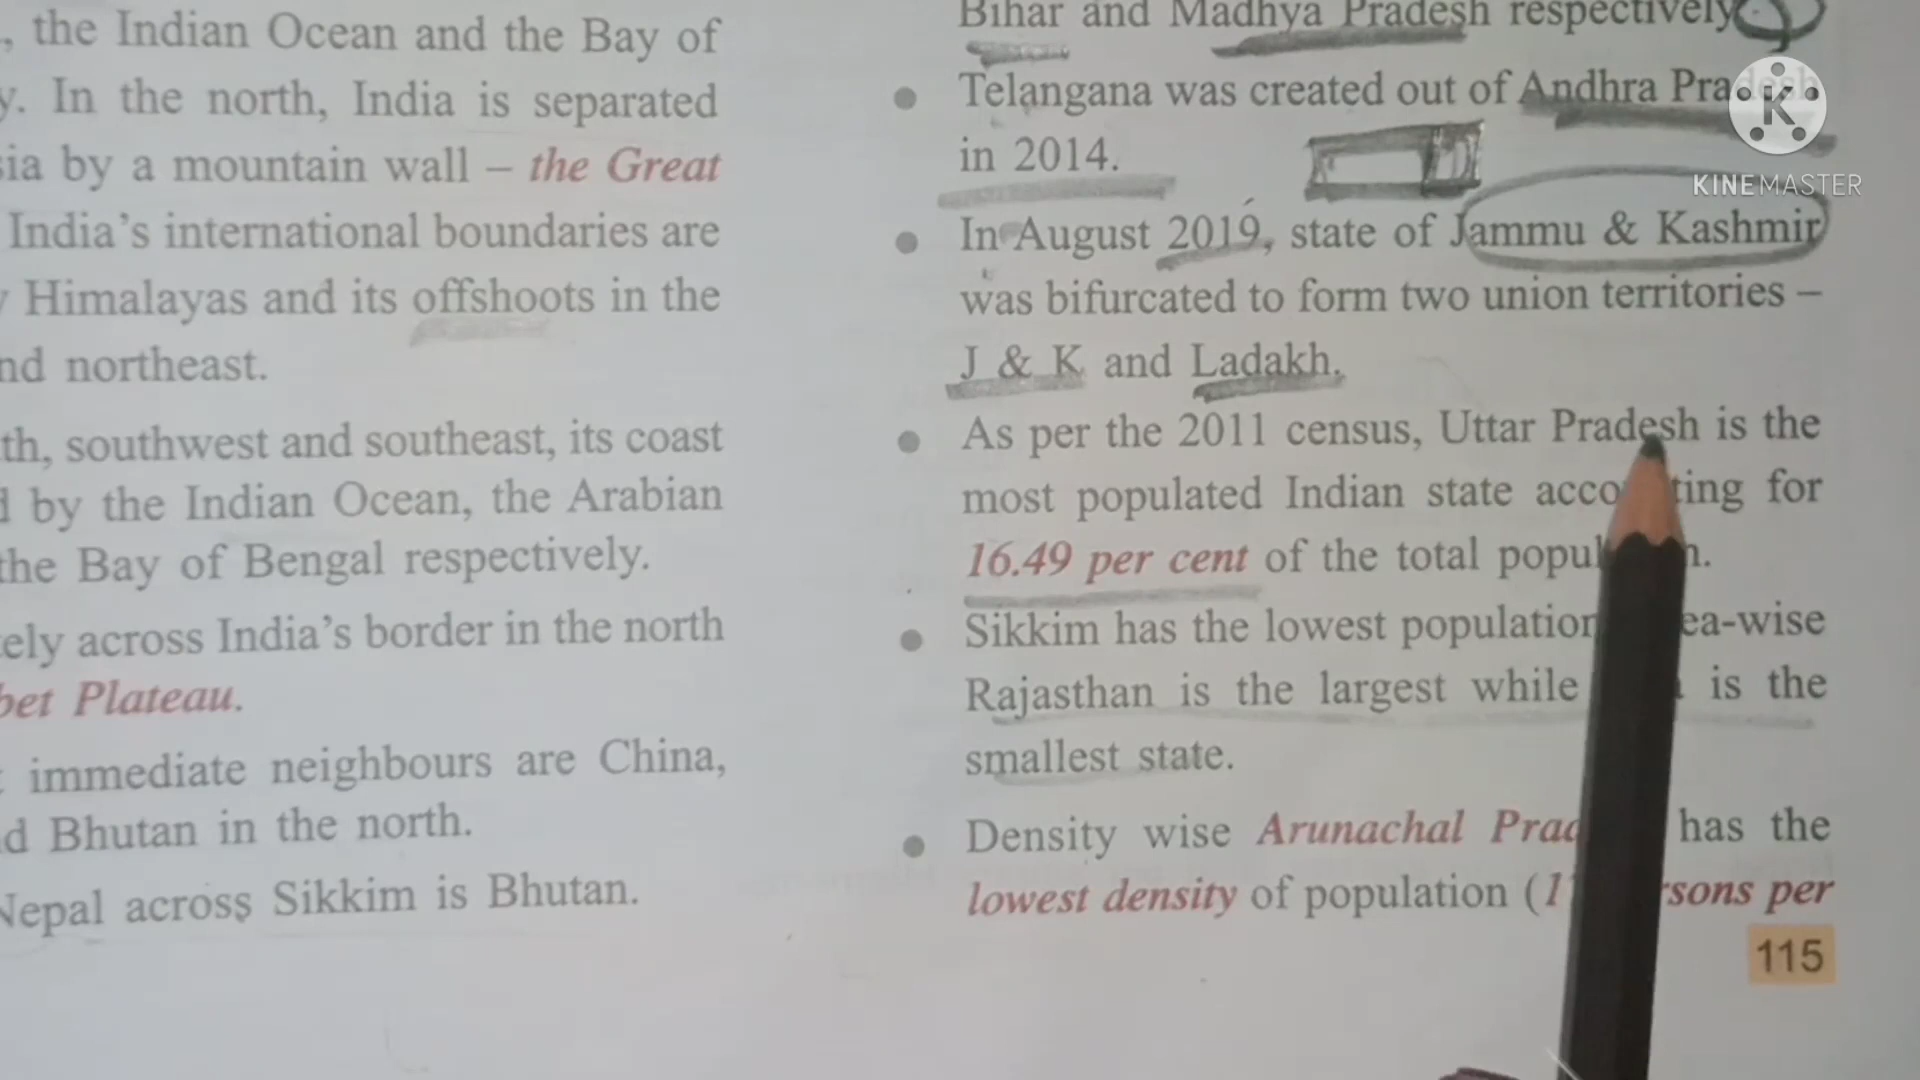 , the Indian Ocean and the Bay of
y. In the north, India is separated
sia by a mountain wall – the Great
India's international boundaries are
y Himalayas and its offshoots in the
nd northeast.
th, southwest and southeast, its coast
d by the Indian Ocean, the Arabian
the Bay of Bengal respectively.
ely across India's border in the north
bet Plateau.
immediate neighbours are China,
d Bhutan in the north.
Nepal across Sikkim is Bhutan.
Bihar and Madhya Pradesh respectively
• Telangana was created out of Andhra Pradesh
in 2014.
• In August 2019, state of Jammu & Kashmir
was bifurcated to form two union territories –
J & K and Ladakh.
• As per the 2011 census, Uttar Pradesh is the
most populated Indian state acco ting for
16.49 per cent of the total popul n.
• Sikkim has the lowest population ea-wise
Rajasthan is the largest while is the
smallest state.
• Density wise Arunachal Prad has the
lowest density of population (1 rsons per
115
K
KINEMASTER